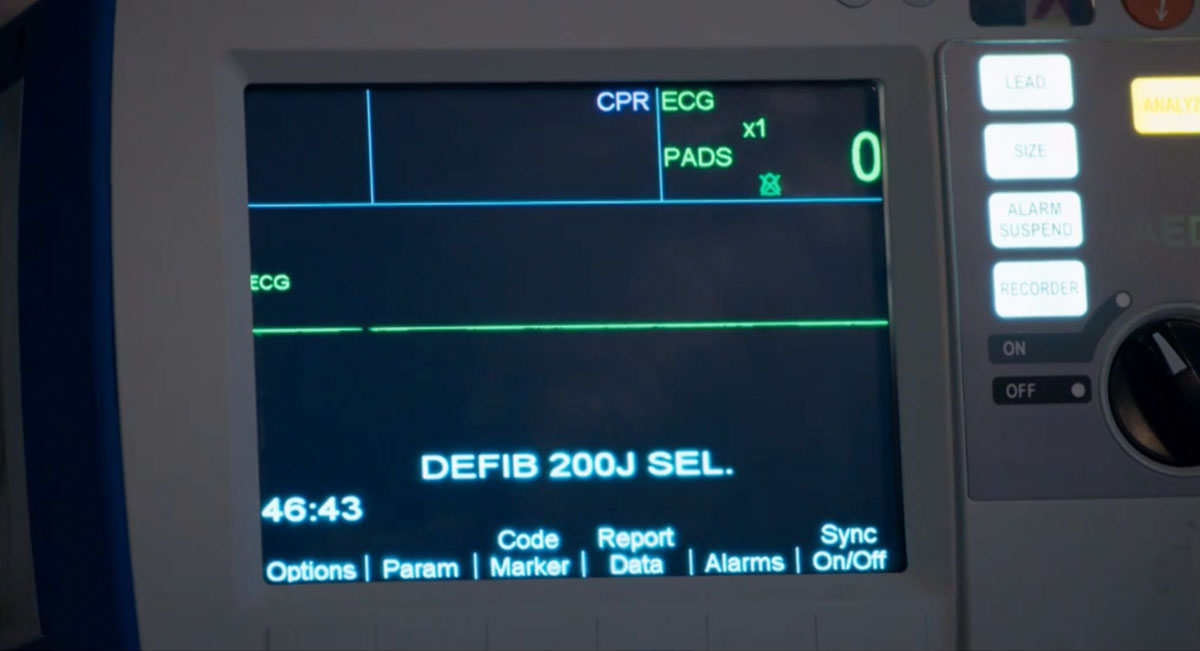 CPR ECG
x1
PADS 0
ECG
DEFIB 200J SEL.
46:43
Options Param Code Marker Report Data Alarms Sync On/Off
LEAD
SIZE
ALARM
SUSPEND
RECORDER
ON
OFF